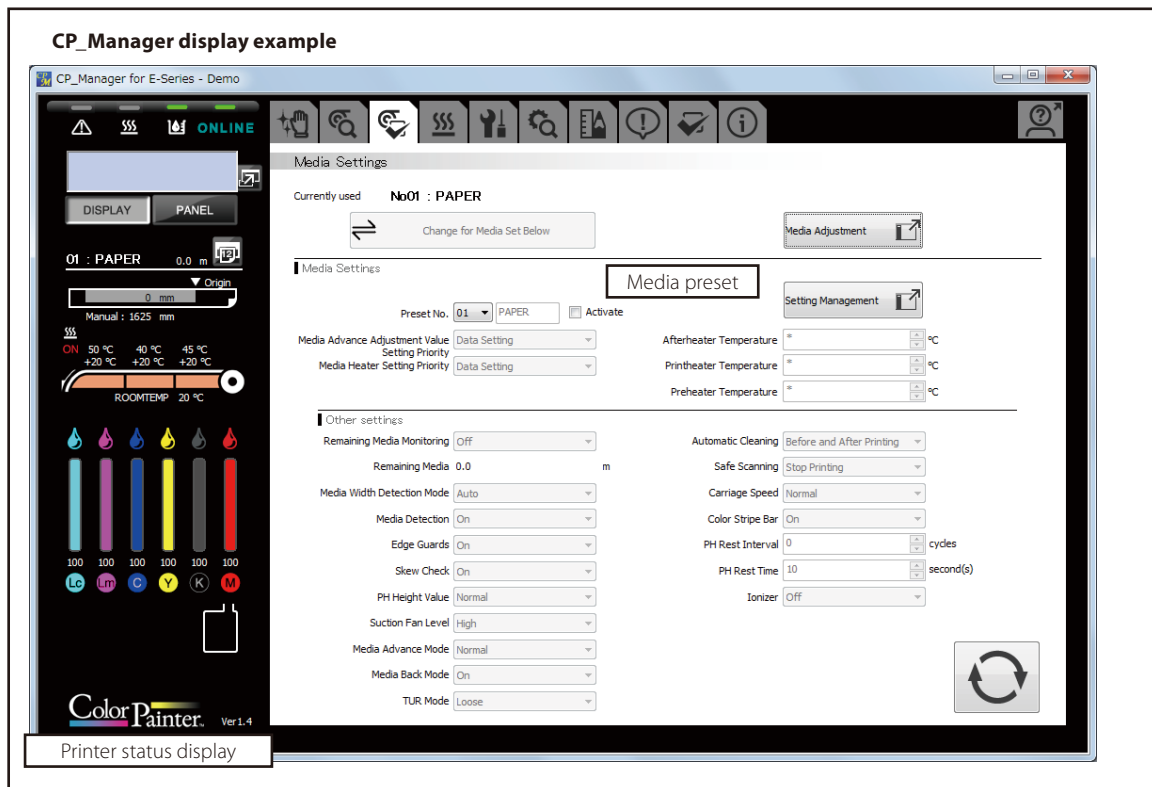 CP_Manager display example
CP_Manager for E-Series - Demo
ONLINE
DISPLAY PANEL
01 : PAPER 0.0 m 12
▼ Origin
0 mm
Manual : 1625 mm
ON 50 ℃ 40 ℃ 45 ℃
+20 ℃ +20 ℃ +20 ℃
ROOMTEMP 20 ℃
100 100 100 100 100 100
Lc Lm C Y K M
Color Painter. Ver1.4
Printer status display
Media Settings
Currently used No01 : PAPER
Change for Media Set Below Media Adjustment
Media Settings
Media preset
Setting Management
Preset No. 01 PAPER Activate
Media Advance Adjustment Value Setting Priority Data Setting Afterheater Temperature * ℃
Media Heater Setting Priority Data Setting Printheater Temperature * ℃
Preheater Temperature * ℃
Other settings
Remaining Media Monitoring Off Automatic Cleaning Before and After Printing
Remaining Media 0.0 m Safe Scanning Stop Printing
Media Width Detection Mode Auto Carriage Speed Normal
Media Detection On Color Stripe Bar On
Edge Guards On PH Rest Interval 0 cycles
Skew Check On PH Rest Time 10 second(s)
PH Height Value Normal Ionizer Off
Suction Fan Level High
Media Advance Mode Normal
Media Back Mode On
TUR Mode Loose